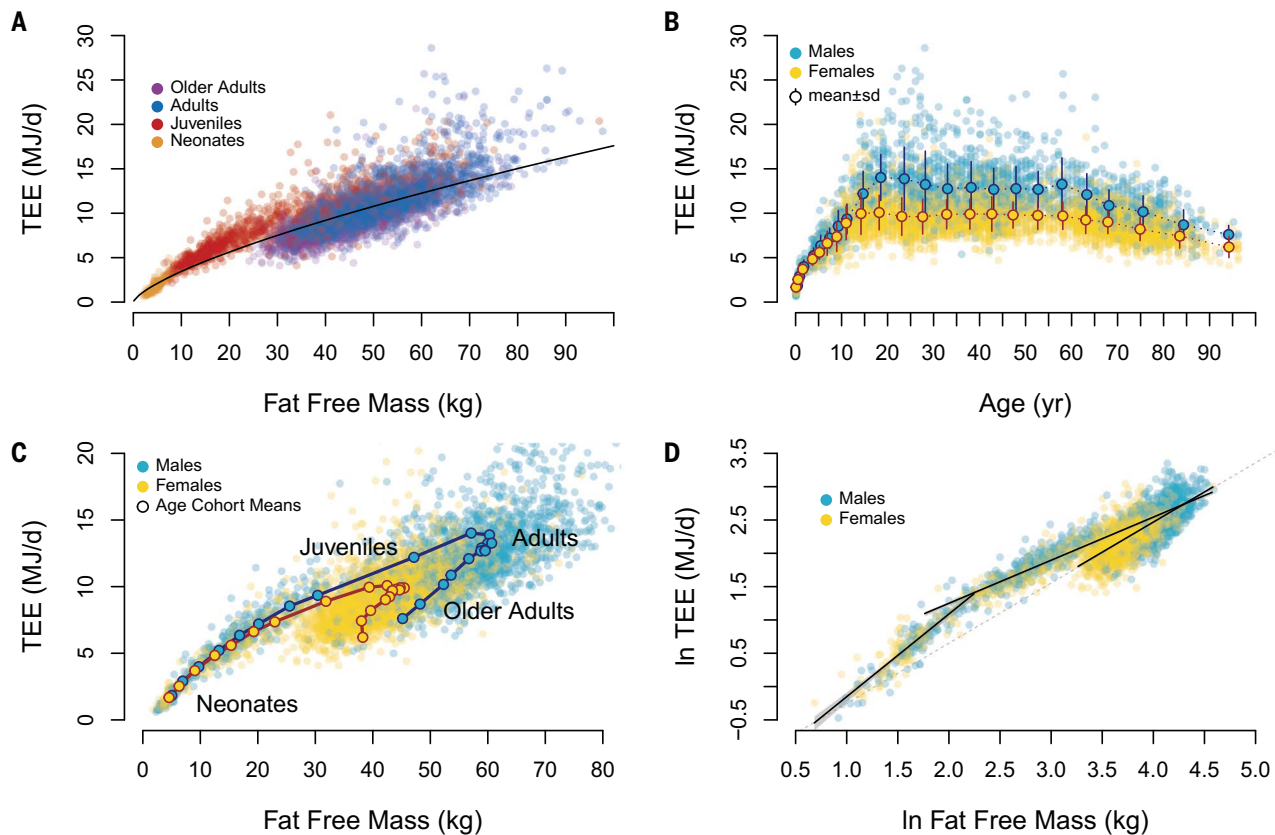 A
TEE (MJ/d)
30
25
20
15
10
5
0
Older Adults
Adults
Juveniles
Neonates
0 10 20 30 40 50 60 70 80 90
Fat Free Mass (kg)
B
TEE (MJ/d)
30
25
20
15
10
5
0
Males
Females
mean±sd
0 10 20 30 40 50 60 70 80 90
Age (yr)
C
TEE (MJ/d)
20
15
10
5
0
Males
Females
Age Cohort Means
Juveniles
Adults
Older Adults
Neonates
0 10 20 30 40 50 60 70 80
Fat Free Mass (kg)
D
ln TEE (MJ/d)
3.5
2.5
1.5
0.5
−0.5
Males
Females
0.5 1.0 1.5 2.0 2.5 3.0 3.5 4.0 4.5 5.0
ln Fat Free Mass (kg)